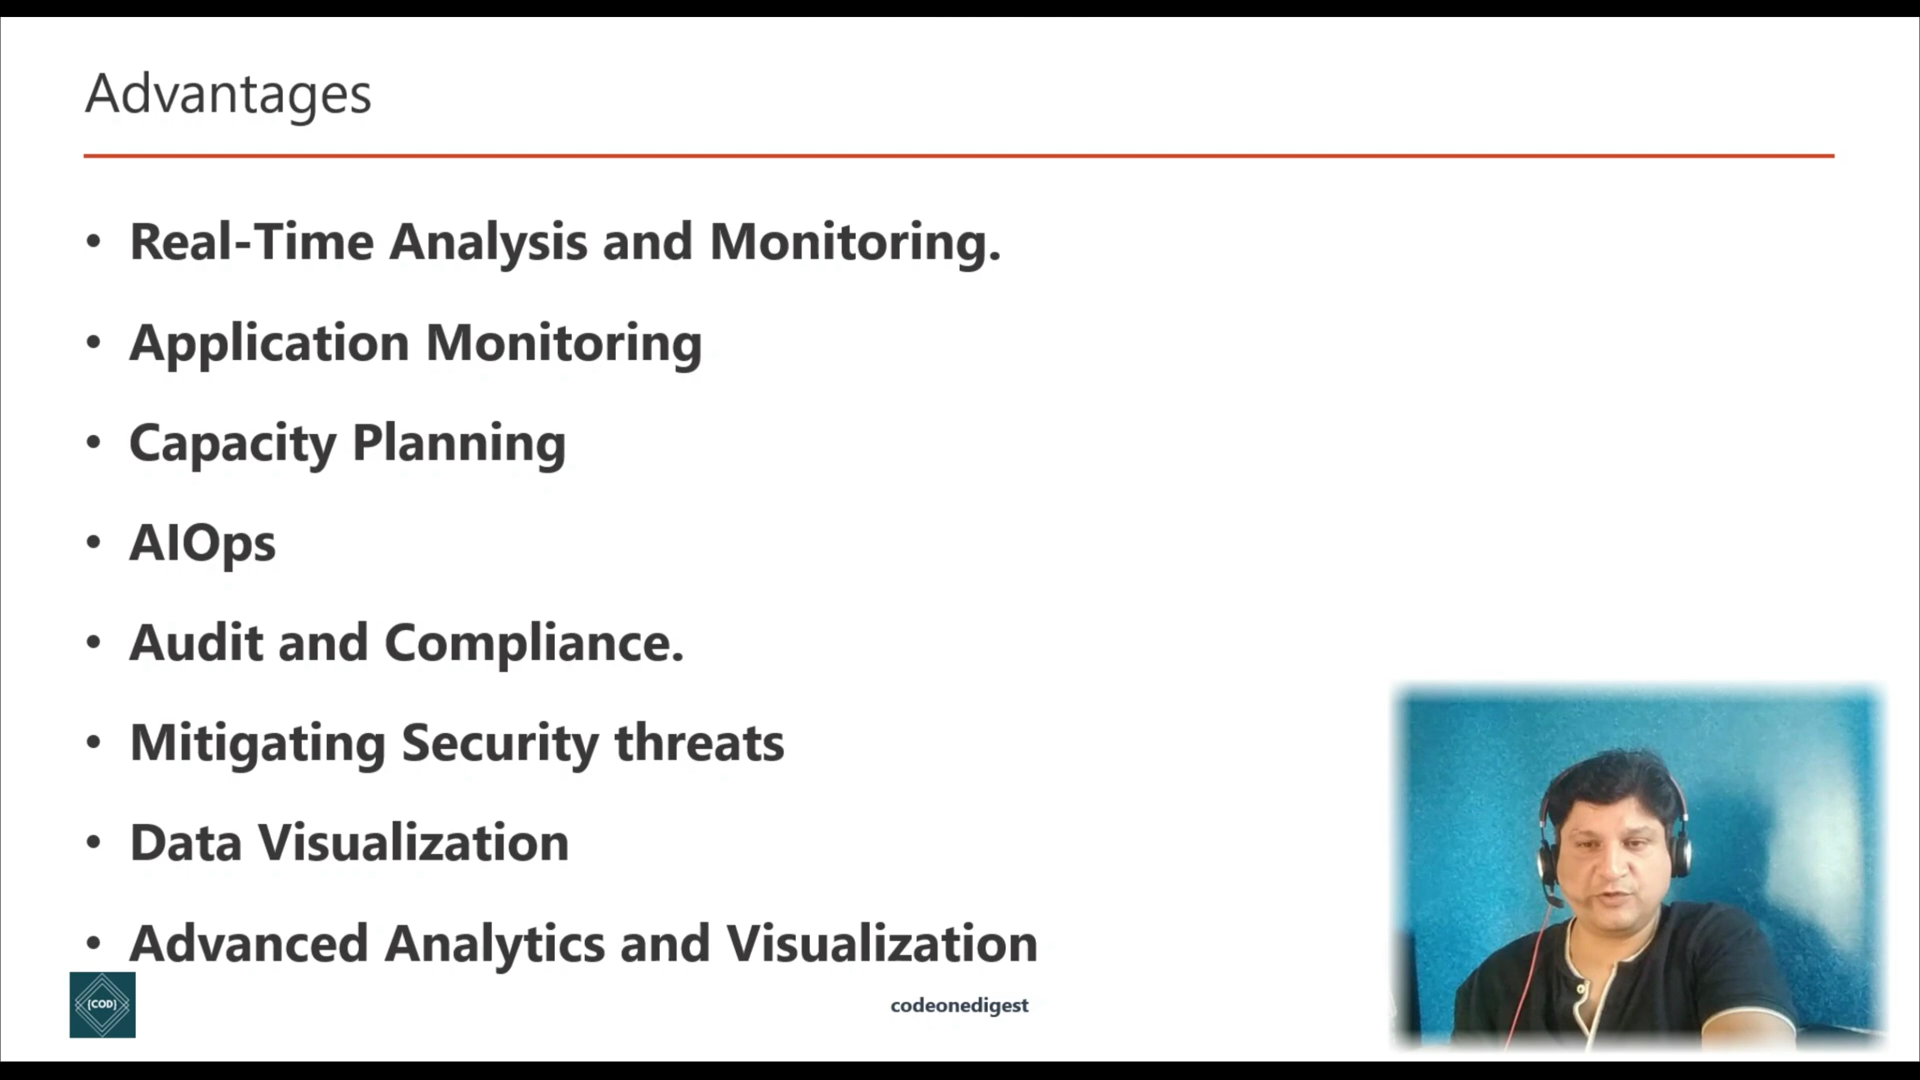 Advantages
• Real-Time Analysis and Monitoring.
• Application Monitoring
• Capacity Planning
• AIOps
• Audit and Compliance.
• Mitigating Security threats
• Data Visualization
• Advanced Analytics and Visualization
{COD}
codeonedigest